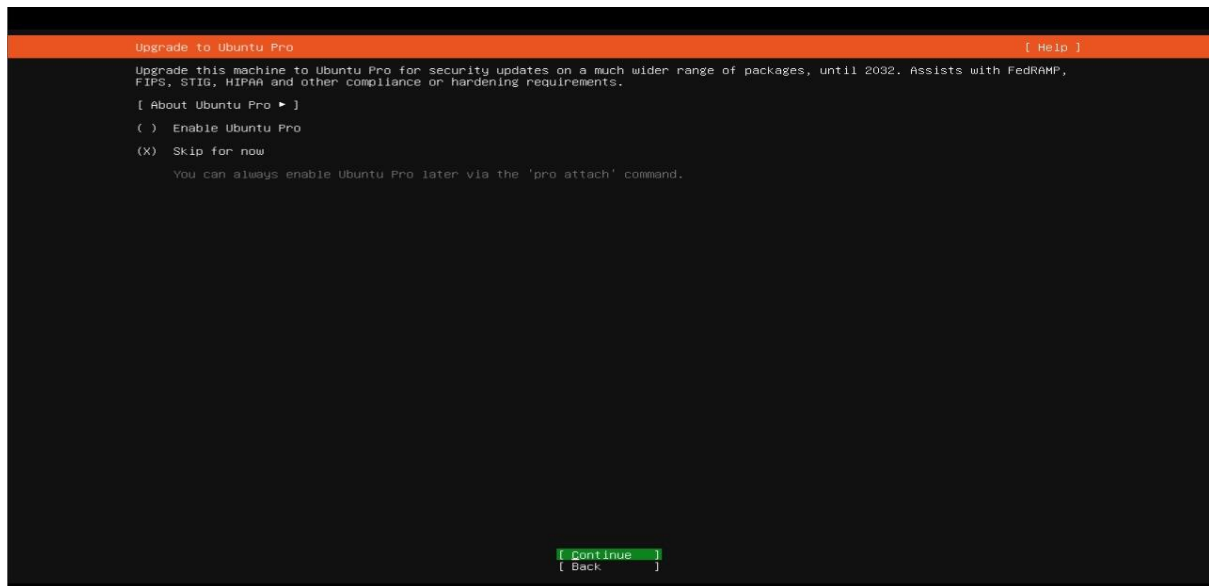 Upgrade to Ubuntu Pro [ Help ]
Upgrade this machine to Ubuntu Pro for security updates on a much wider range of packages, until 2032. Assists with FedRAMP,
FIPS, STIG, HIPAA and other compliance or hardening requirements.
[ About Ubuntu Pro ► ]
( ) Enable Ubuntu Pro
(X) Skip for now
You can always enable Ubuntu Pro later via the 'pro attach' command.
[ Continue ]
[ Back ]